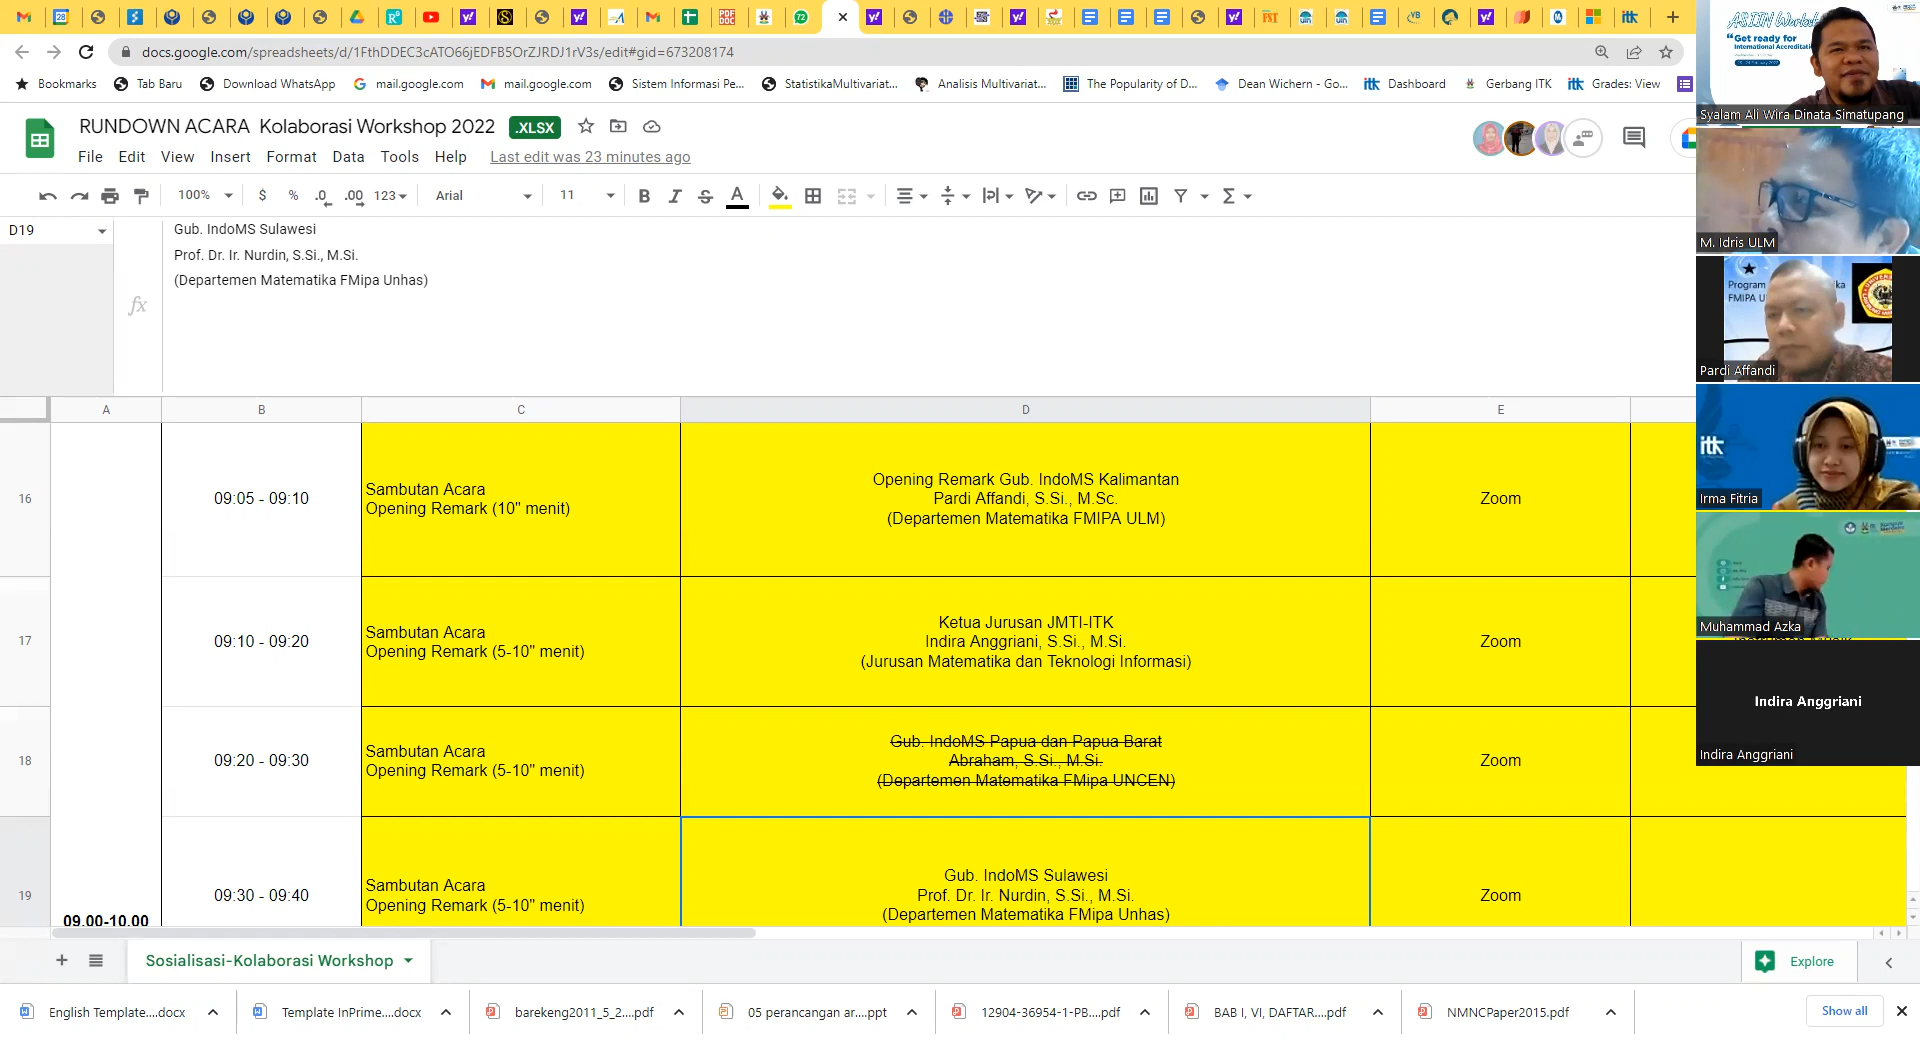 docs.google.com/spreadsheets/d/1FthDDEC3cATO66jEDFB5OrZJRDJ1rV3s/edit#gid=673208174
Bookmarks Tab Baru Download WhatsApp mail.google.com mail.google.com Sistem Informasi Pe... StatistikaMultivariat... Analisis Multivariat... The Popularity of D... Dean Wichern - Go... Dashboard Gerbang ITK Grades: View
RUNDOWN ACARA Kolaborasi Workshop 2022 .XLSX
File Edit View Insert Format Data Tools Help Last edit was 23 minutes ago
100% $ % .0 .00 123 Arial 11 B I S A
D19
Gub. IndoMS Sulawesi
Prof. Dr. Ir. Nurdin, S.Si., M.Si.
(Departemen Matematika FMipa Unhas)
fx
A B C D E
16
09:05 - 09:10
Sambutan Acara
Opening Remark (10" menit)
Opening Remark Gub. IndoMS Kalimantan
Pardi Affandi, S.Si., M.Sc.
(Departemen Matematika FMIPA ULM)
Zoom
17
09:10 - 09:20
Sambutan Acara
Opening Remark (5-10" menit)
Ketua Jurusan JMTI-ITK
Indira Anggriani, S.Si., M.Si.
(Jurusan Matematika dan Teknologi Informasi)
Zoom
18
09:20 - 09:30
Sambutan Acara
Opening Remark (5-10" menit)
Gub. IndoMS Papua dan Papua Barat
Abraham, S.Si., M.Si.
(Departemen Matematika FMipa UNCEN)
Zoom
19
09.00-10.00
09:30 - 09:40
Sambutan Acara
Opening Remark (5-10" menit)
Gub. IndoMS Sulawesi
Prof. Dr. Ir. Nurdin, S.Si., M.Si.
(Departemen Matematika FMipa Unhas)
Zoom
Sosialisasi-Kolaborasi Workshop
Explore
English Template....docx Template InPrime....docx barekeng2011_5_2....pdf 05 perancangan ar....ppt 12904-36954-1-PB....pdf BAB I, VI, DAFTAR....pdf NMNCPaper2015.pdf Show all
"Get ready for
Syalam Ali Wira Dinata Simatupang
M. Idris ULM
Program
Pardi Affandi
itk
Irma Fitria
Muhammad Azka
Indira Anggriani
Indira Anggriani